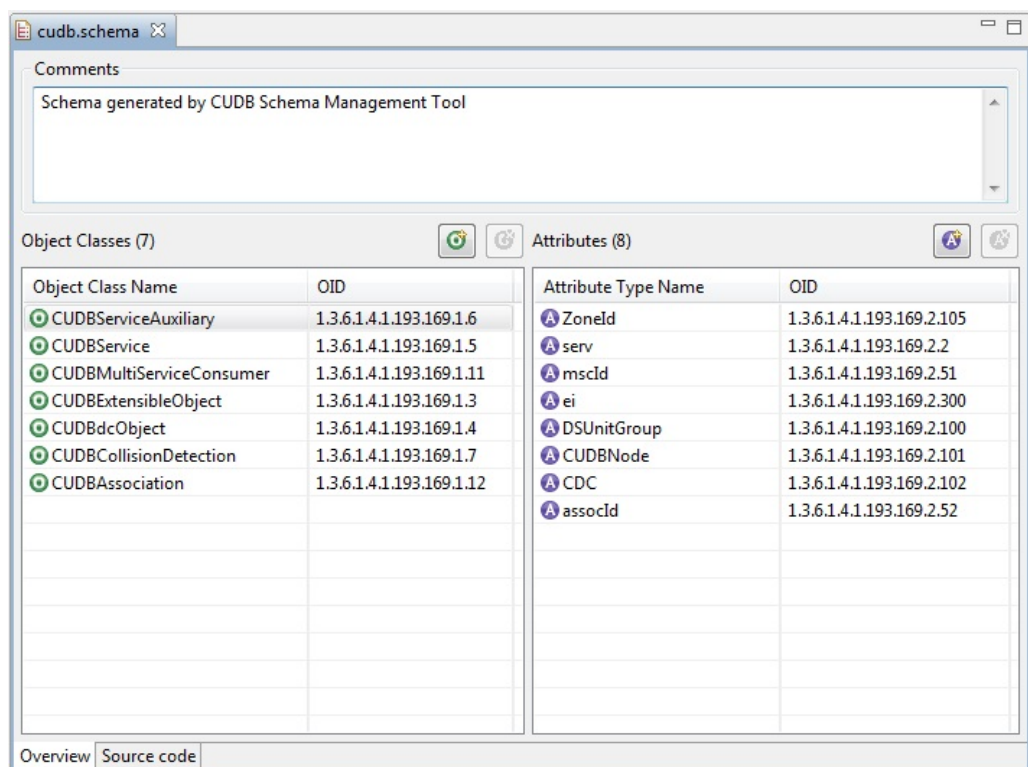 cudb.schema
Comments
Schema generated by CUDB Schema Management Tool
Object Classes (7)
Attributes (8)
Object Class Name OID
CUDBServiceAuxiliary 1.3.6.1.4.1.193.169.1.6
CUDBService 1.3.6.1.4.1.193.169.1.5
CUDBMultiServiceConsumer 1.3.6.1.4.1.193.169.1.11
CUDBExtensibleObject 1.3.6.1.4.1.193.169.1.3
CUDBdcObject 1.3.6.1.4.1.193.169.1.4
CUDBCollisionDetection 1.3.6.1.4.1.193.169.1.7
CUDBAssociation 1.3.6.1.4.1.193.169.1.12
Attribute Type Name OID
ZoneId 1.3.6.1.4.1.193.169.2.105
serv 1.3.6.1.4.1.193.169.2.2
mscId 1.3.6.1.4.1.193.169.2.51
ei 1.3.6.1.4.1.193.169.2.300
DSUnitGroup 1.3.6.1.4.1.193.169.2.100
CUDBNode 1.3.6.1.4.1.193.169.2.101
CDC 1.3.6.1.4.1.193.169.2.102
assocId 1.3.6.1.4.1.193.169.2.52
Overview Source code